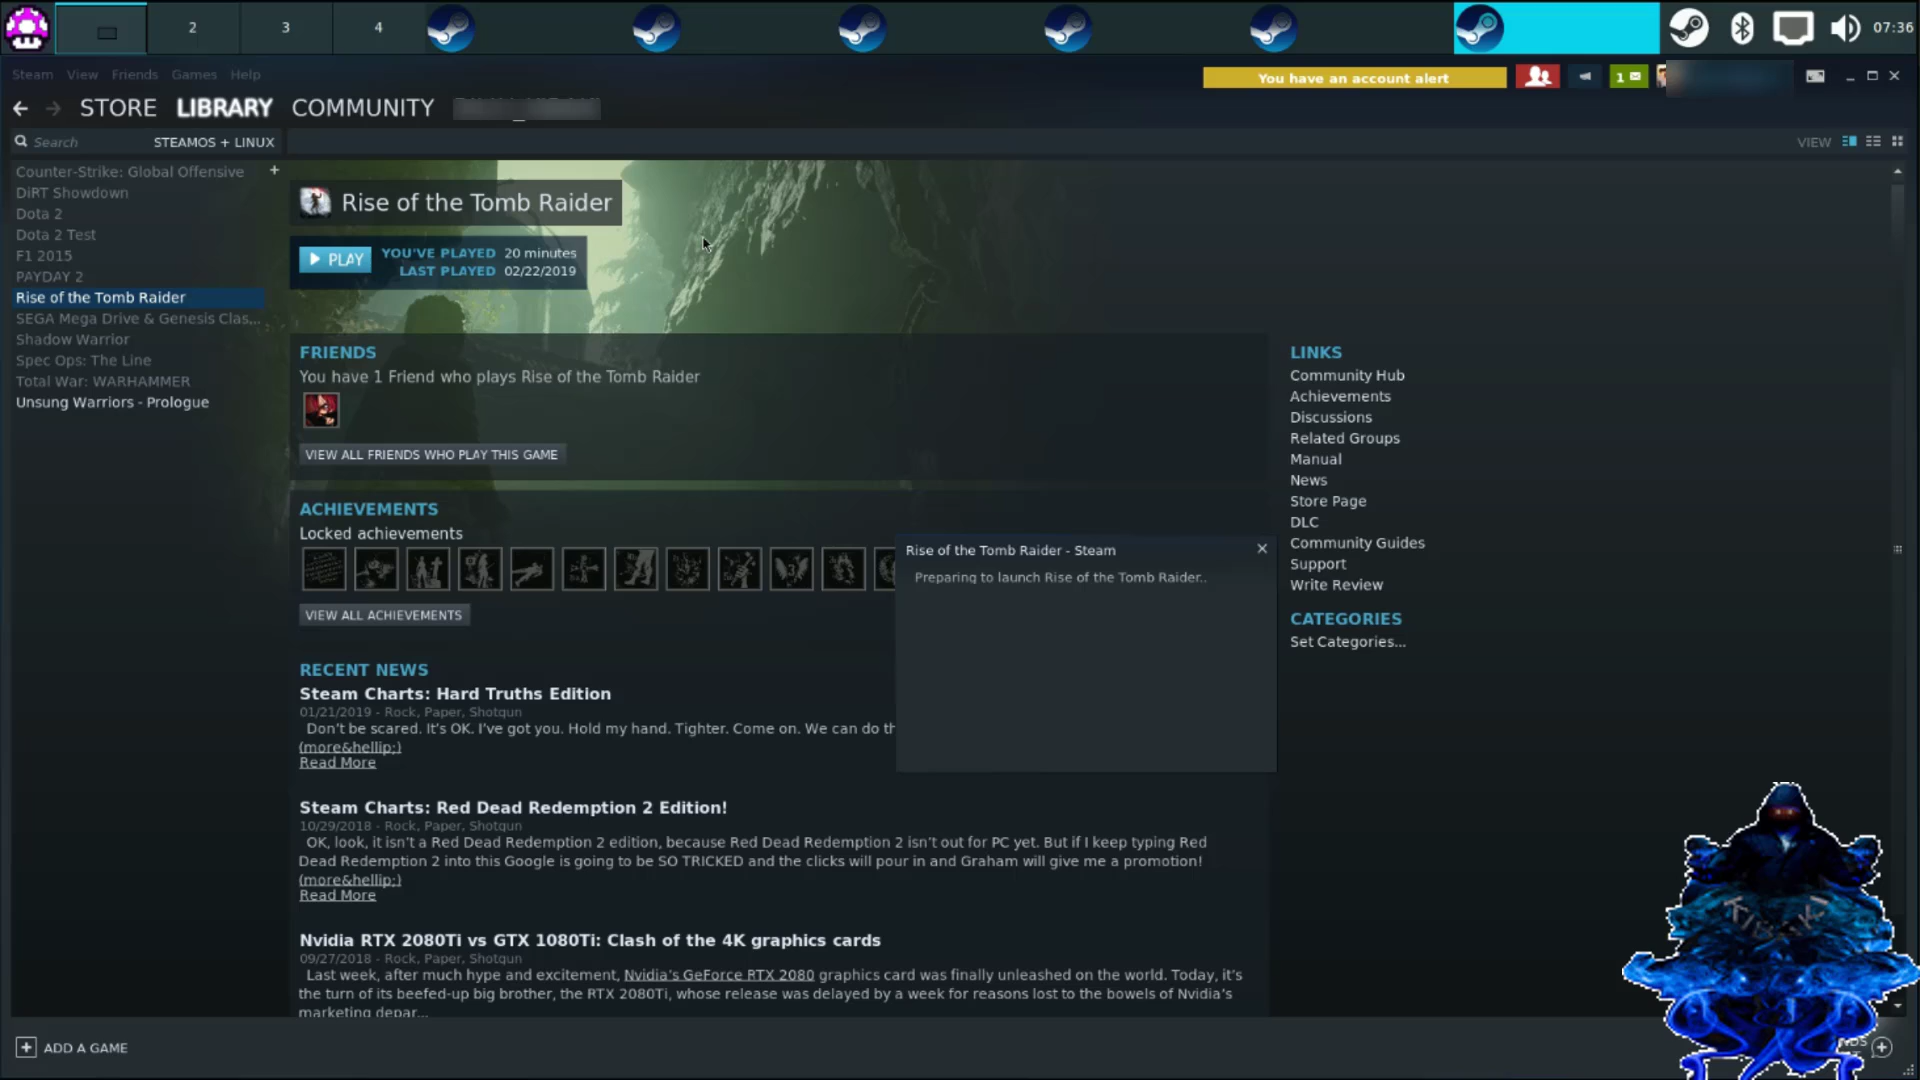 2 3 4 07:36
Steam View Friends Games Help
You have an account alert 1
STORE LIBRARY COMMUNITY
Search STEAMOS + LINUX VIEW
Counter-Strike: Global Offensive +
DiRT Showdown
Dota 2
Dota 2 Test
F1 2015
PAYDAY 2
Rise of the Tomb Raider
SEGA Mega Drive & Genesis Clas...
Shadow Warrior
Spec Ops: The Line
Total War: WARHAMMER
Unsung Warriors - Prologue
Rise of the Tomb Raider
PLAY
YOU'VE PLAYED 20 minutes
LAST PLAYED 02/22/2019
FRIENDS
You have 1 Friend who plays Rise of the Tomb Raider
VIEW ALL FRIENDS WHO PLAY THIS GAME
ACHIEVEMENTS
Locked achievements
VIEW ALL ACHIEVEMENTS
Rise of the Tomb Raider - Steam
Preparing to launch Rise of the Tomb Raider..
RECENT NEWS
Steam Charts: Hard Truths Edition
01/21/2019 - Rock, Paper, Shotgun
Don't be scared. It's OK. I've got you. Hold my hand. Tighter. Come on. We can do th
(more&hellip;)
Read More
Steam Charts: Red Dead Redemption 2 Edition!
10/29/2018 - Rock, Paper, Shotgun
OK, look, it isn't a Red Dead Redemption 2 edition, because Red Dead Redemption 2 isn't out for PC yet. But if I keep typing Red
Dead Redemption 2 into this Google is going to be SO TRICKED and the clicks will pour in and Graham will give me a promotion!
(more&hellip;)
Read More
Nvidia RTX 2080Ti vs GTX 1080Ti: Clash of the 4K graphics cards
09/27/2018 - Rock, Paper, Shotgun
Last week, after much hype and excitement, Nvidia's GeForce RTX 2080 graphics card was finally unleashed on the world. Today, it's
the turn of its beefed-up big brother, the RTX 2080Ti, whose release was delayed by a week for reasons lost to the bowels of Nvidia's
marketing depar...
LINKS
Community Hub
Achievements
Discussions
Related Groups
Manual
News
Store Page
DLC
Community Guides
Support
Write Review
CATEGORIES
Set Categories...
ADD A GAME